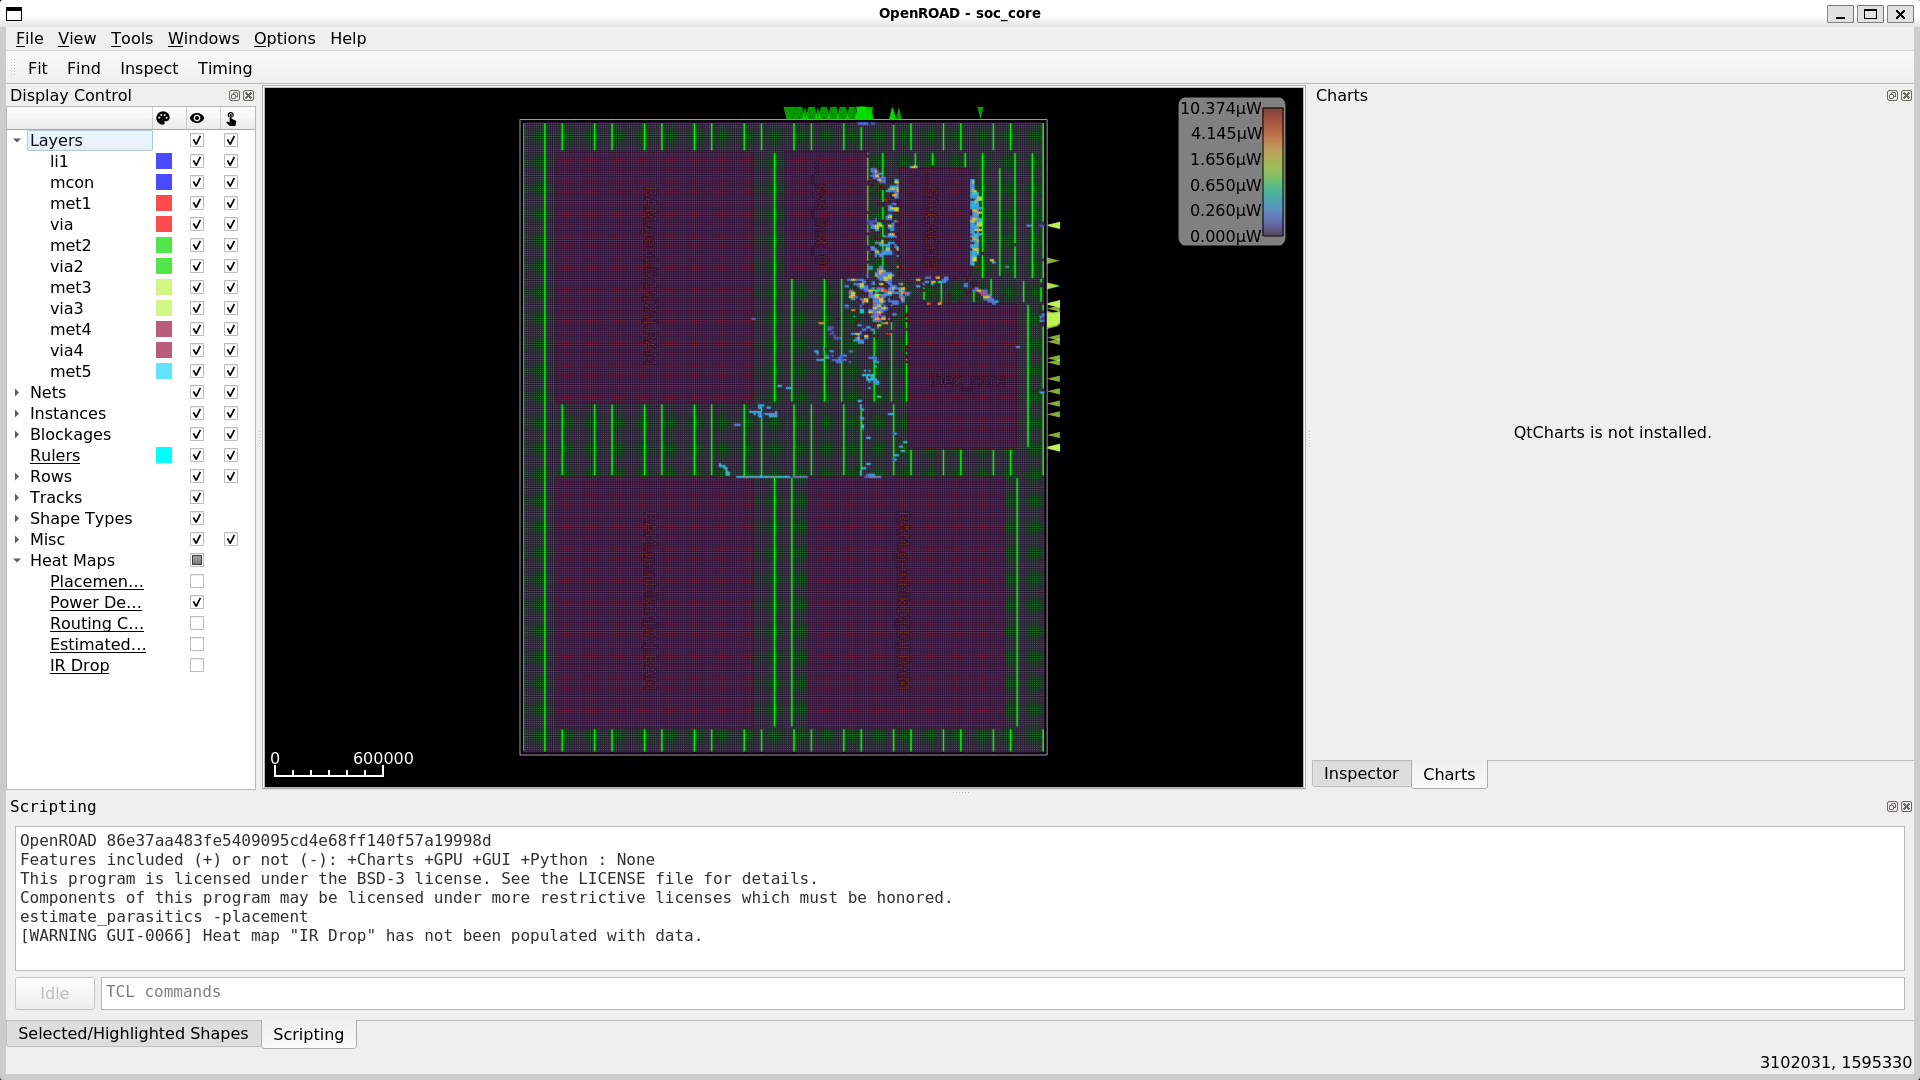 OpenROAD - soc_core
File View Tools Windows Options Help
Fit Find Inspect Timing
Display Control
Layers
li1
mcon
met1
via
met2
via2
met3
via3
met4
via4
met5
Nets
Instances
Blockages
Rulers
Rows
Tracks
Shape Types
Misc
Heat Maps
Placemen...
Power De...
Routing C...
Estimated...
IR Drop
10.374μW
4.145μW
1.656μW
0.650μW
0.260μW
0.000μW
0 600000
Charts
QtCharts is not installed.
Inspector Charts
Scripting
OpenROAD 86e37aa483fe5409095cd4e68ff140f57a19998d
Features included (+) or not (-): +Charts +GPU +GUI +Python : None
This program is licensed under the BSD-3 license. See the LICENSE file for details.
Components of this program may be licensed under more restrictive licenses which must be honored.
estimate_parasitics -placement
[WARNING GUI-0066] Heat map "IR Drop" has not been populated with data.
Idle TCL commands
Selected/Highlighted Shapes Scripting
3102031, 1595330